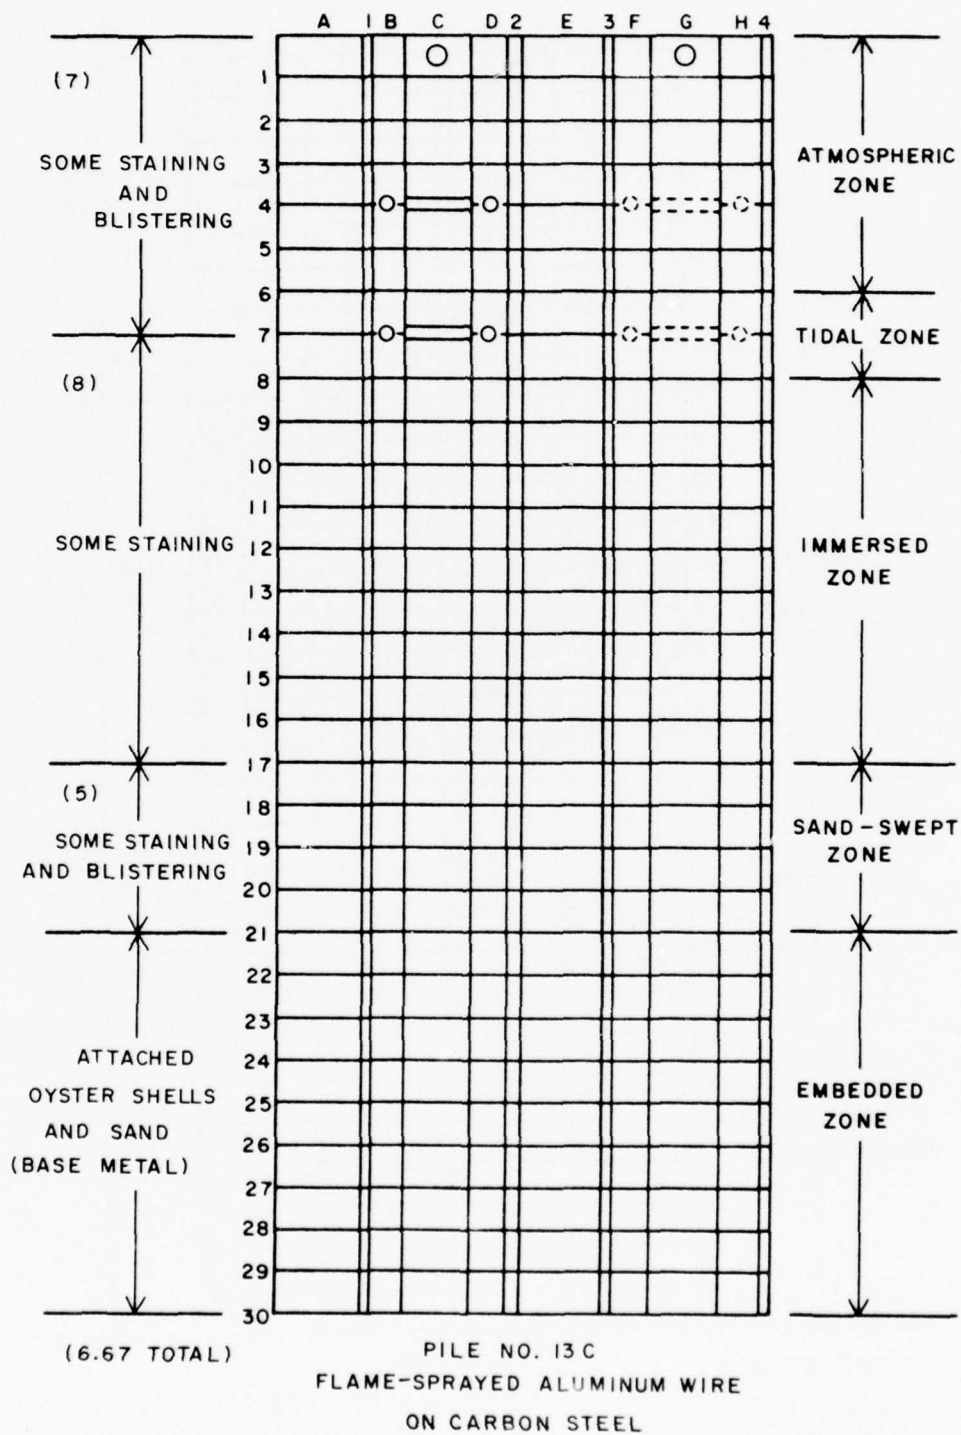 A 1 B C D 2 E 3 F G H 4
(7)
SOME STAINING
AND
BLISTERING
(8)
SOME STAINING
(5)
SOME STAINING
AND BLISTERING
ATTACHED
OYSTER SHELLS
AND SAND
(BASE METAL)
(6.67 TOTAL)
1
2
3
4
5
6
7
8
9
10
11
12
13
14
15
16
17
18
19
20
21
22
23
24
25
26
27
28
29
30
ATMOSPHERIC
ZONE
TIDAL ZONE
IMMERSED
ZONE
SAND-SWEPT
ZONE
EMBEDDED
ZONE
PILE NO. 13C
FLAME-SPRAYED ALUMINUM WIRE
ON CARBON STEEL